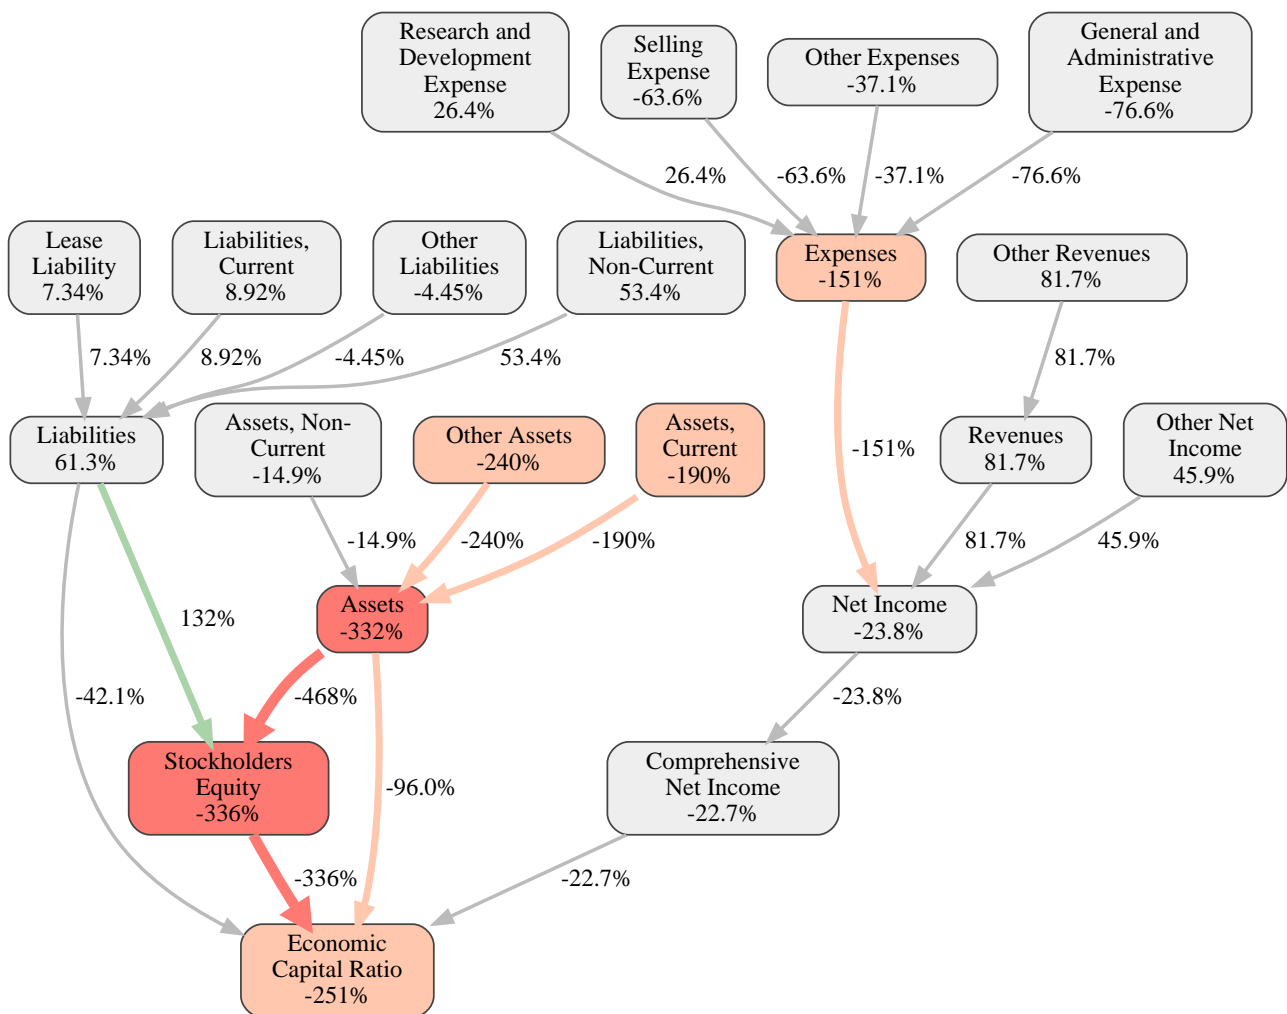 Research and
Development
Expense
26.4%
Selling
Expense
-63.6%
Other Expenses
-37.1%
General and
Administrative
Expense
-76.6%
26.4%
-63.6%
-37.1%
-76.6%
Lease
Liability
7.34%
Liabilities,
Current
8.92%
Other
Liabilities
-4.45%
Liabilities,
Non-Current
53.4%
Expenses
-151%
Other Revenues
81.7%
7.34%
8.92%
-4.45%
53.4%
81.7%
Liabilities
61.3%
Assets, Non-
Current
-14.9%
Other Assets
-240%
Assets,
Current
-190%
-151%
Revenues
81.7%
Other Net
Income
45.9%
-14.9%
-240%
-190%
81.7%
45.9%
132%
Assets
-332%
Net Income
-23.8%
-42.1%
-468%
-23.8%
Stockholders
Equity
-336%
-96.0%
Comprehensive
Net Income
-22.7%
-336%
-22.7%
Economic
Capital Ratio
-251%